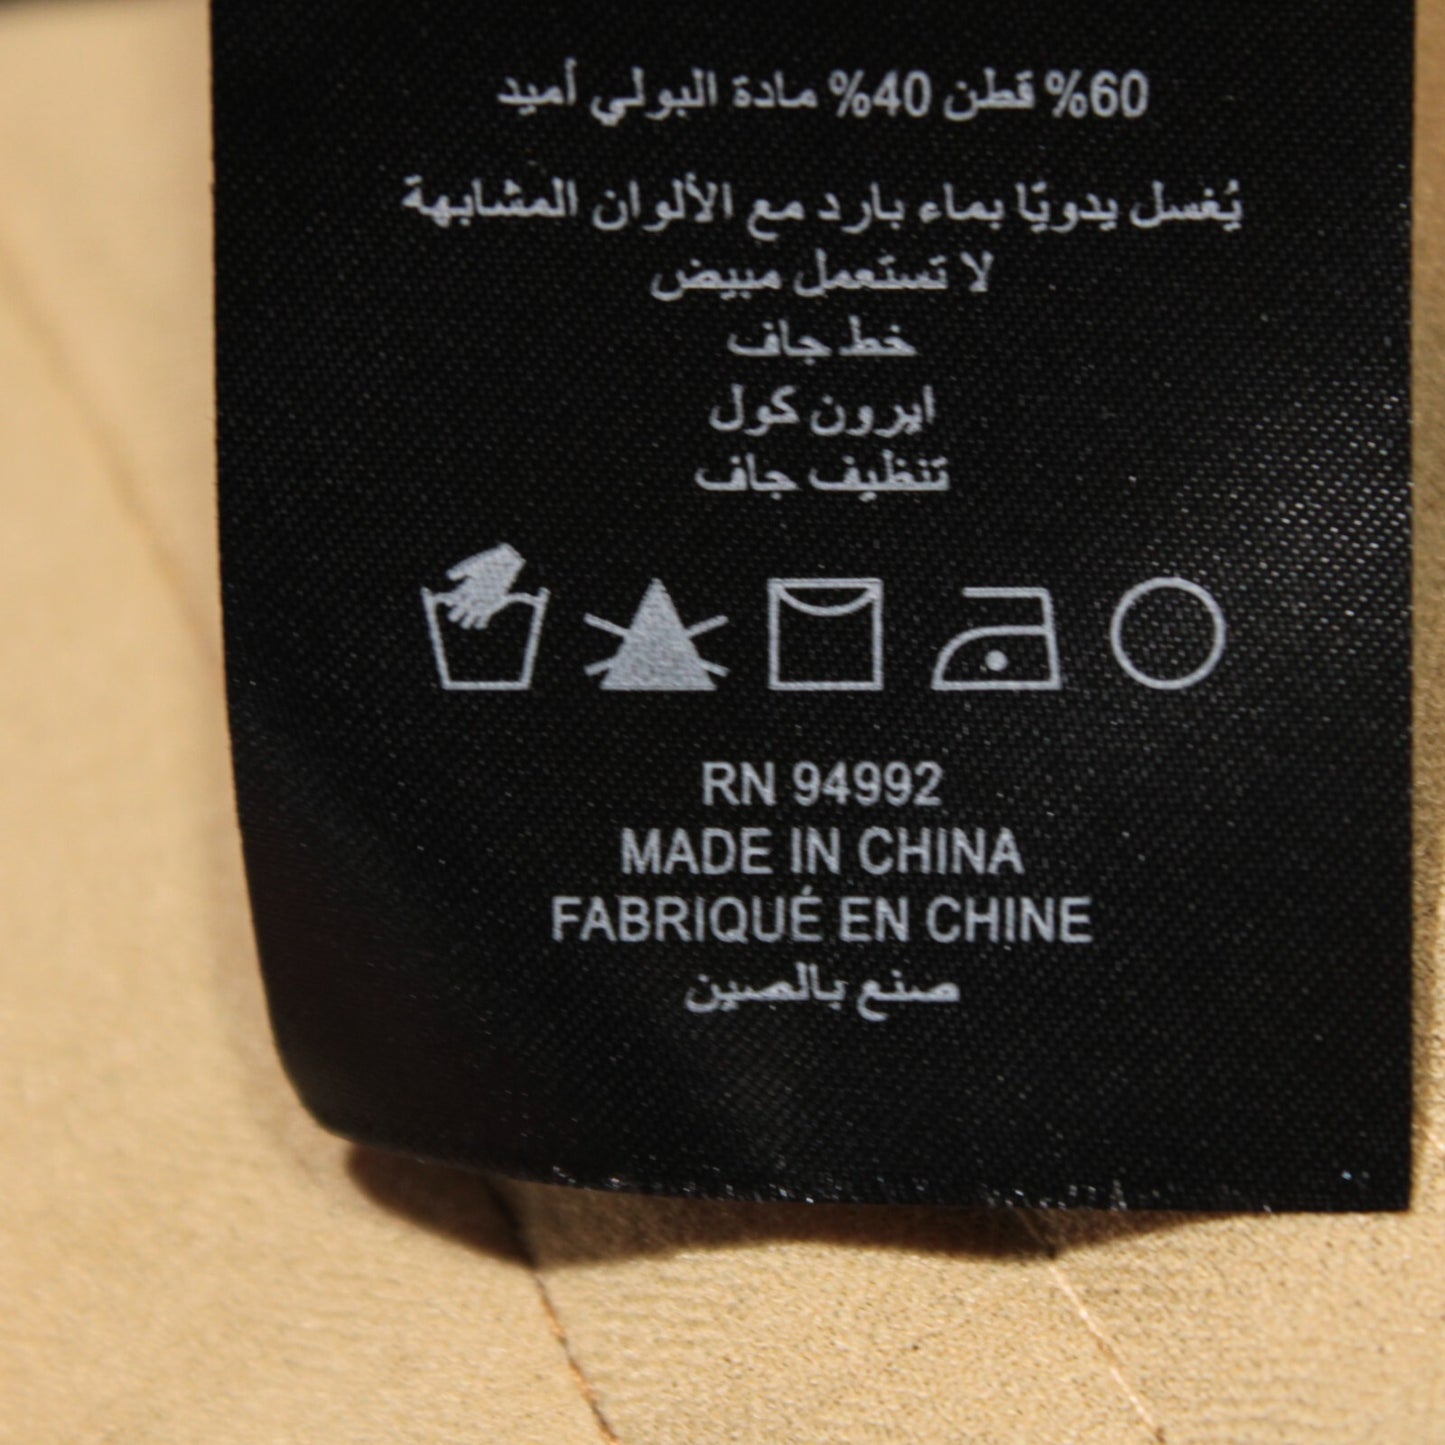 60% قطن 40% مادة البولي أميد
يُغسل يدويّا بماء بارد مع الألوان المشابهة
لا تستعمل مبيض
خط جاف
ايرون كول
تنظيف جاف
RN 94992
MADE IN CHINA
FABRIQUÉ EN CHINE
صنع بالصين